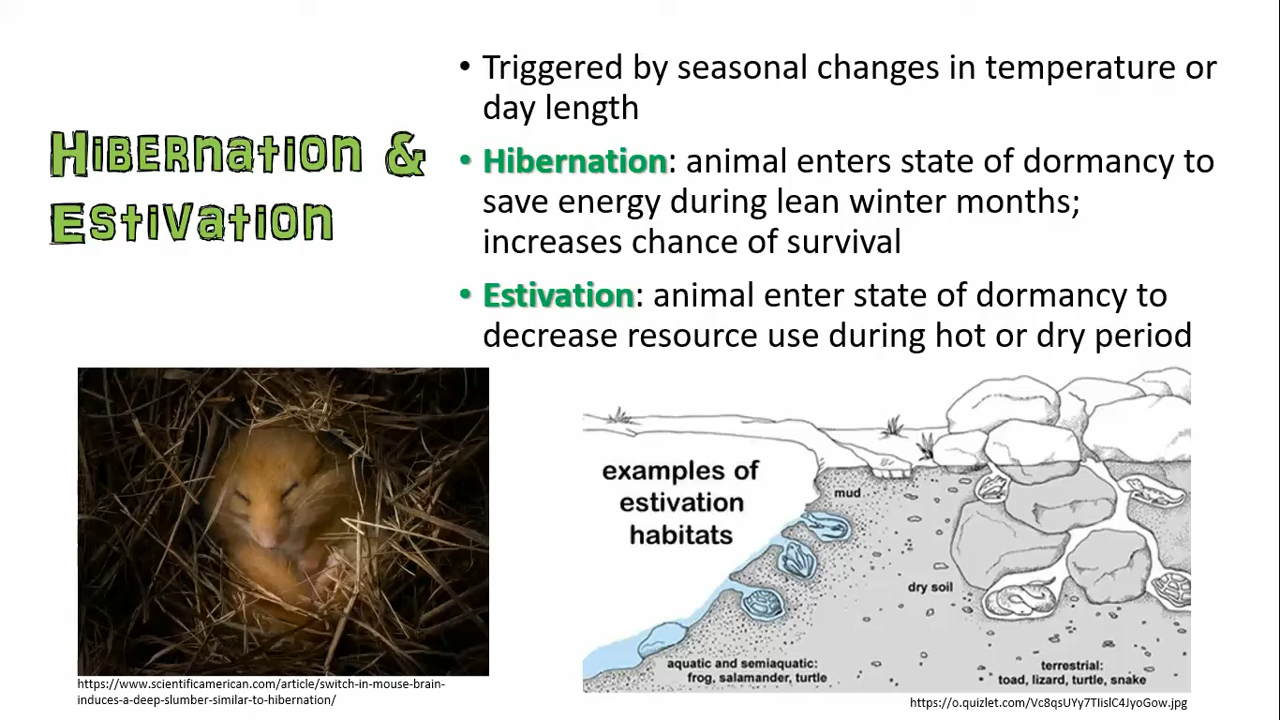 Hibernation &
Estivation
• Triggered by seasonal changes in temperature or
day length
• Hibernation: animal enters state of dormancy to
save energy during lean winter months;
increases chance of survival
• Estivation: animal enter state of dormancy to
decrease resource use during hot or dry period
https://www.scientificamerican.com/article/switch-in-mouse-brain-
induces-a-deep-slumber-similar-to-hibernation/
examples of
estivation
habitats
mud
dry soil
aquatic and semiaquatic:
frog, salamander, turtle
terrestrial:
toad, lizard, turtle, snake
https://o.quizlet.com/Vc8qsUYy7TIislC4JyoGow.jpg